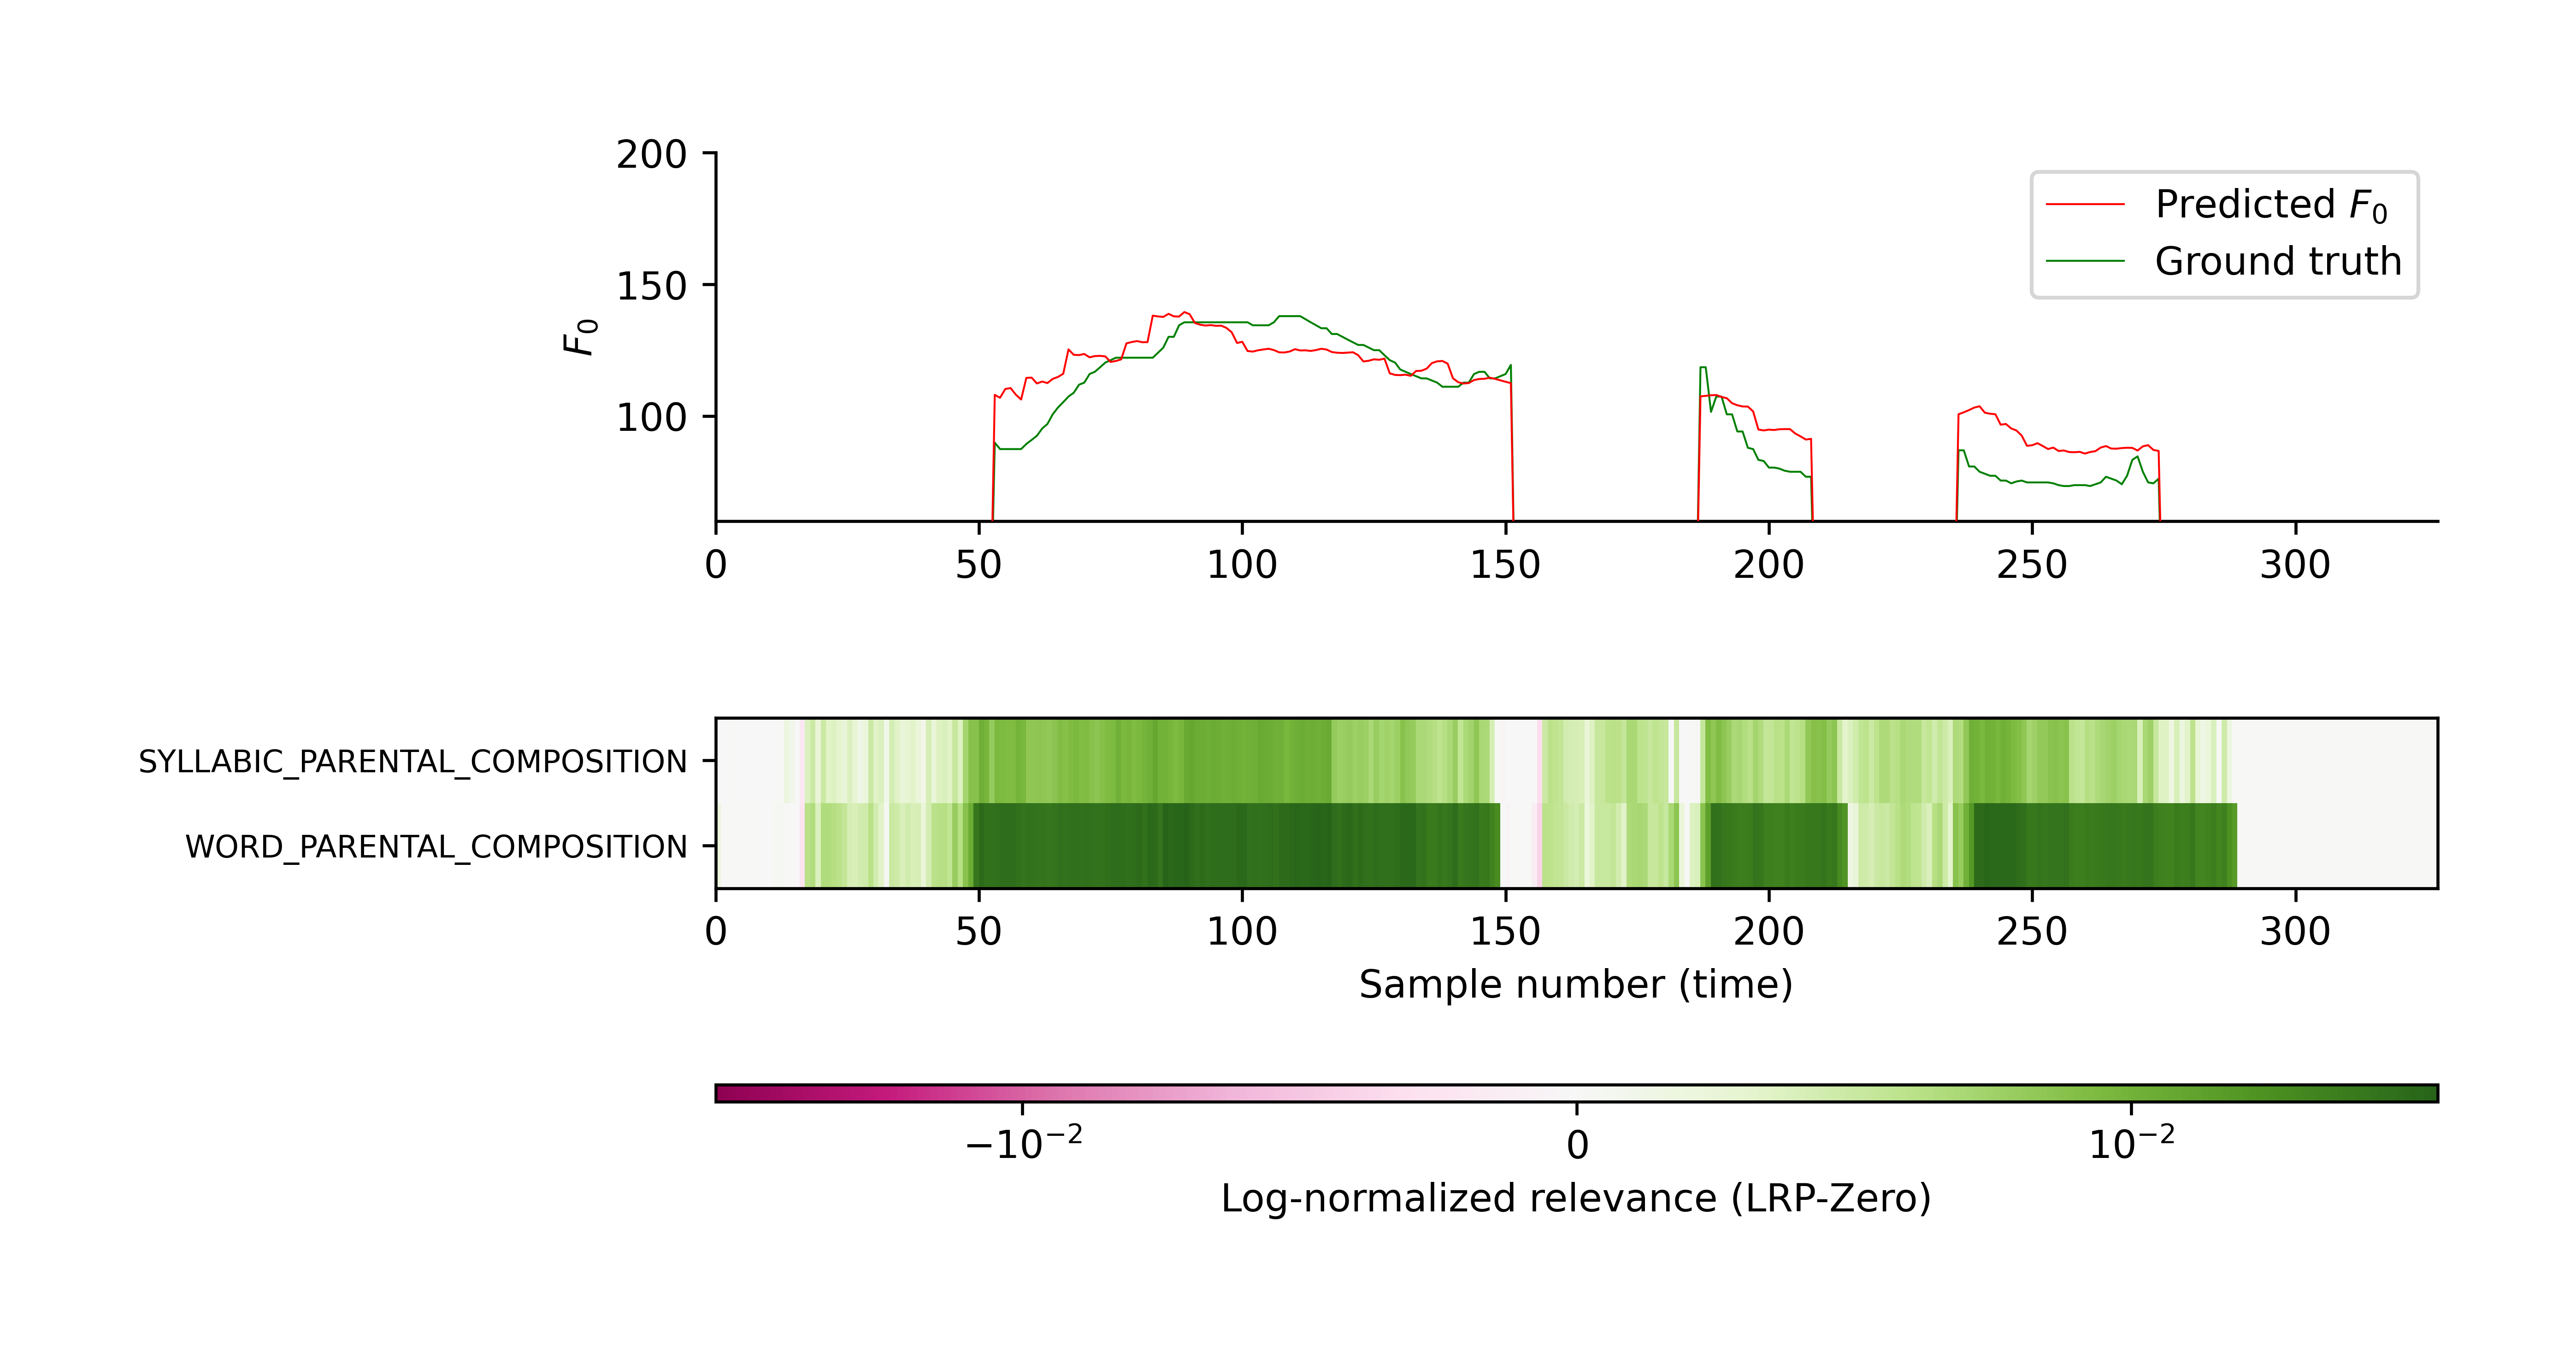 200
150
100
F₀
Predicted F₀
Ground truth
0 50 100 150 200 250 300
SYLLABIC_PARENTAL_COMPOSITION
WORD_PARENTAL_COMPOSITION
0 50 100 150 200 250 300
Sample number (time)
−10⁻² 0 10⁻²
Log-normalized relevance (LRP-Zero)